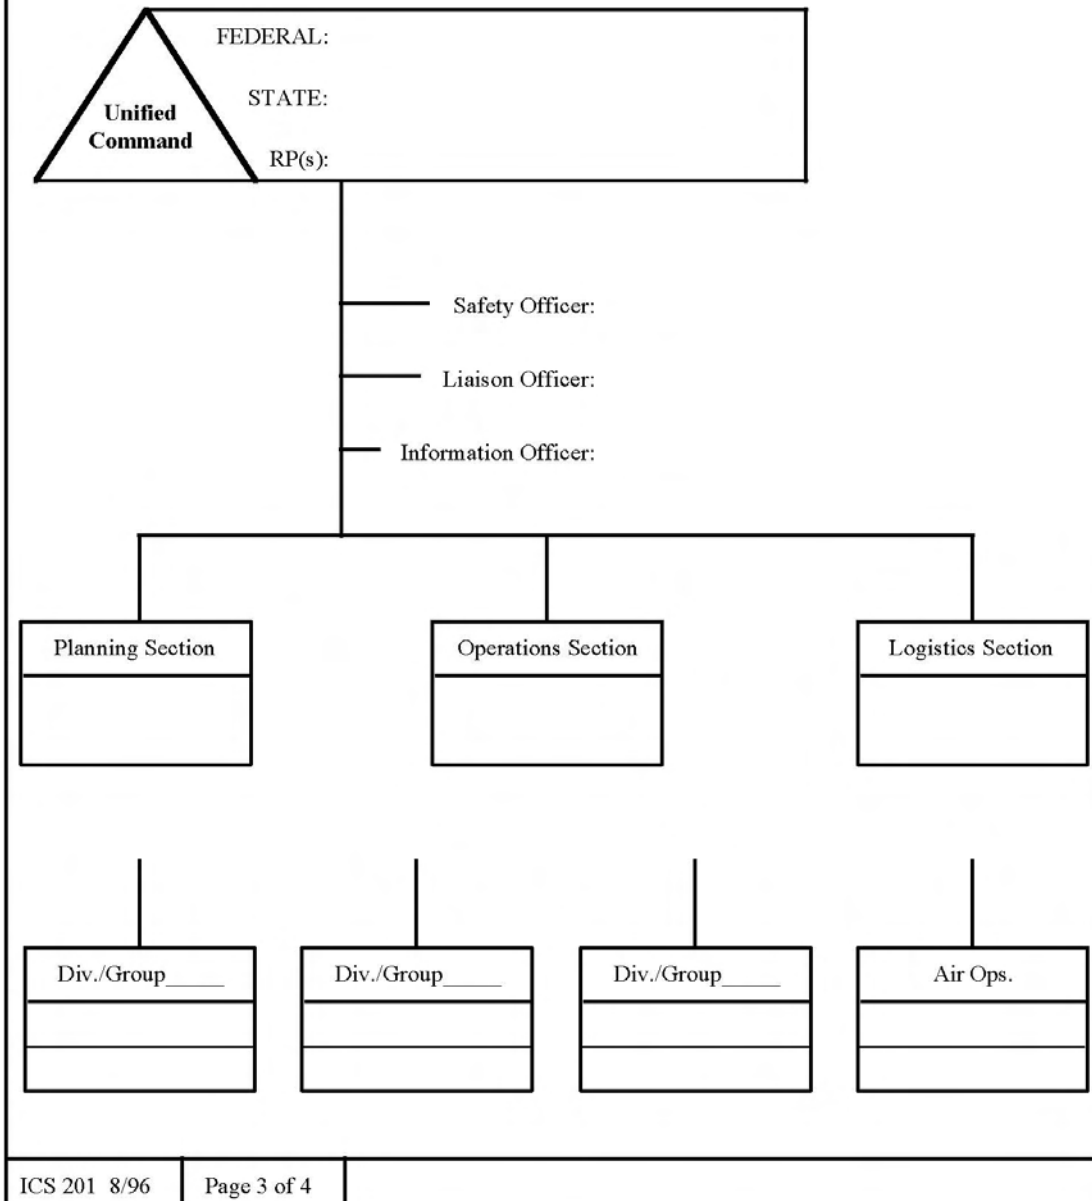 FEDERAL:
STATE:
Unified
Command
RP(s):
Safety Officer:
Liaison Officer:
Information Officer:
Planning Section
Operations Section
Logistics Section
Div./Group_____
Div./Group_____
Div./Group_____
Air Ops.
ICS 201 8/96
Page 3 of 4